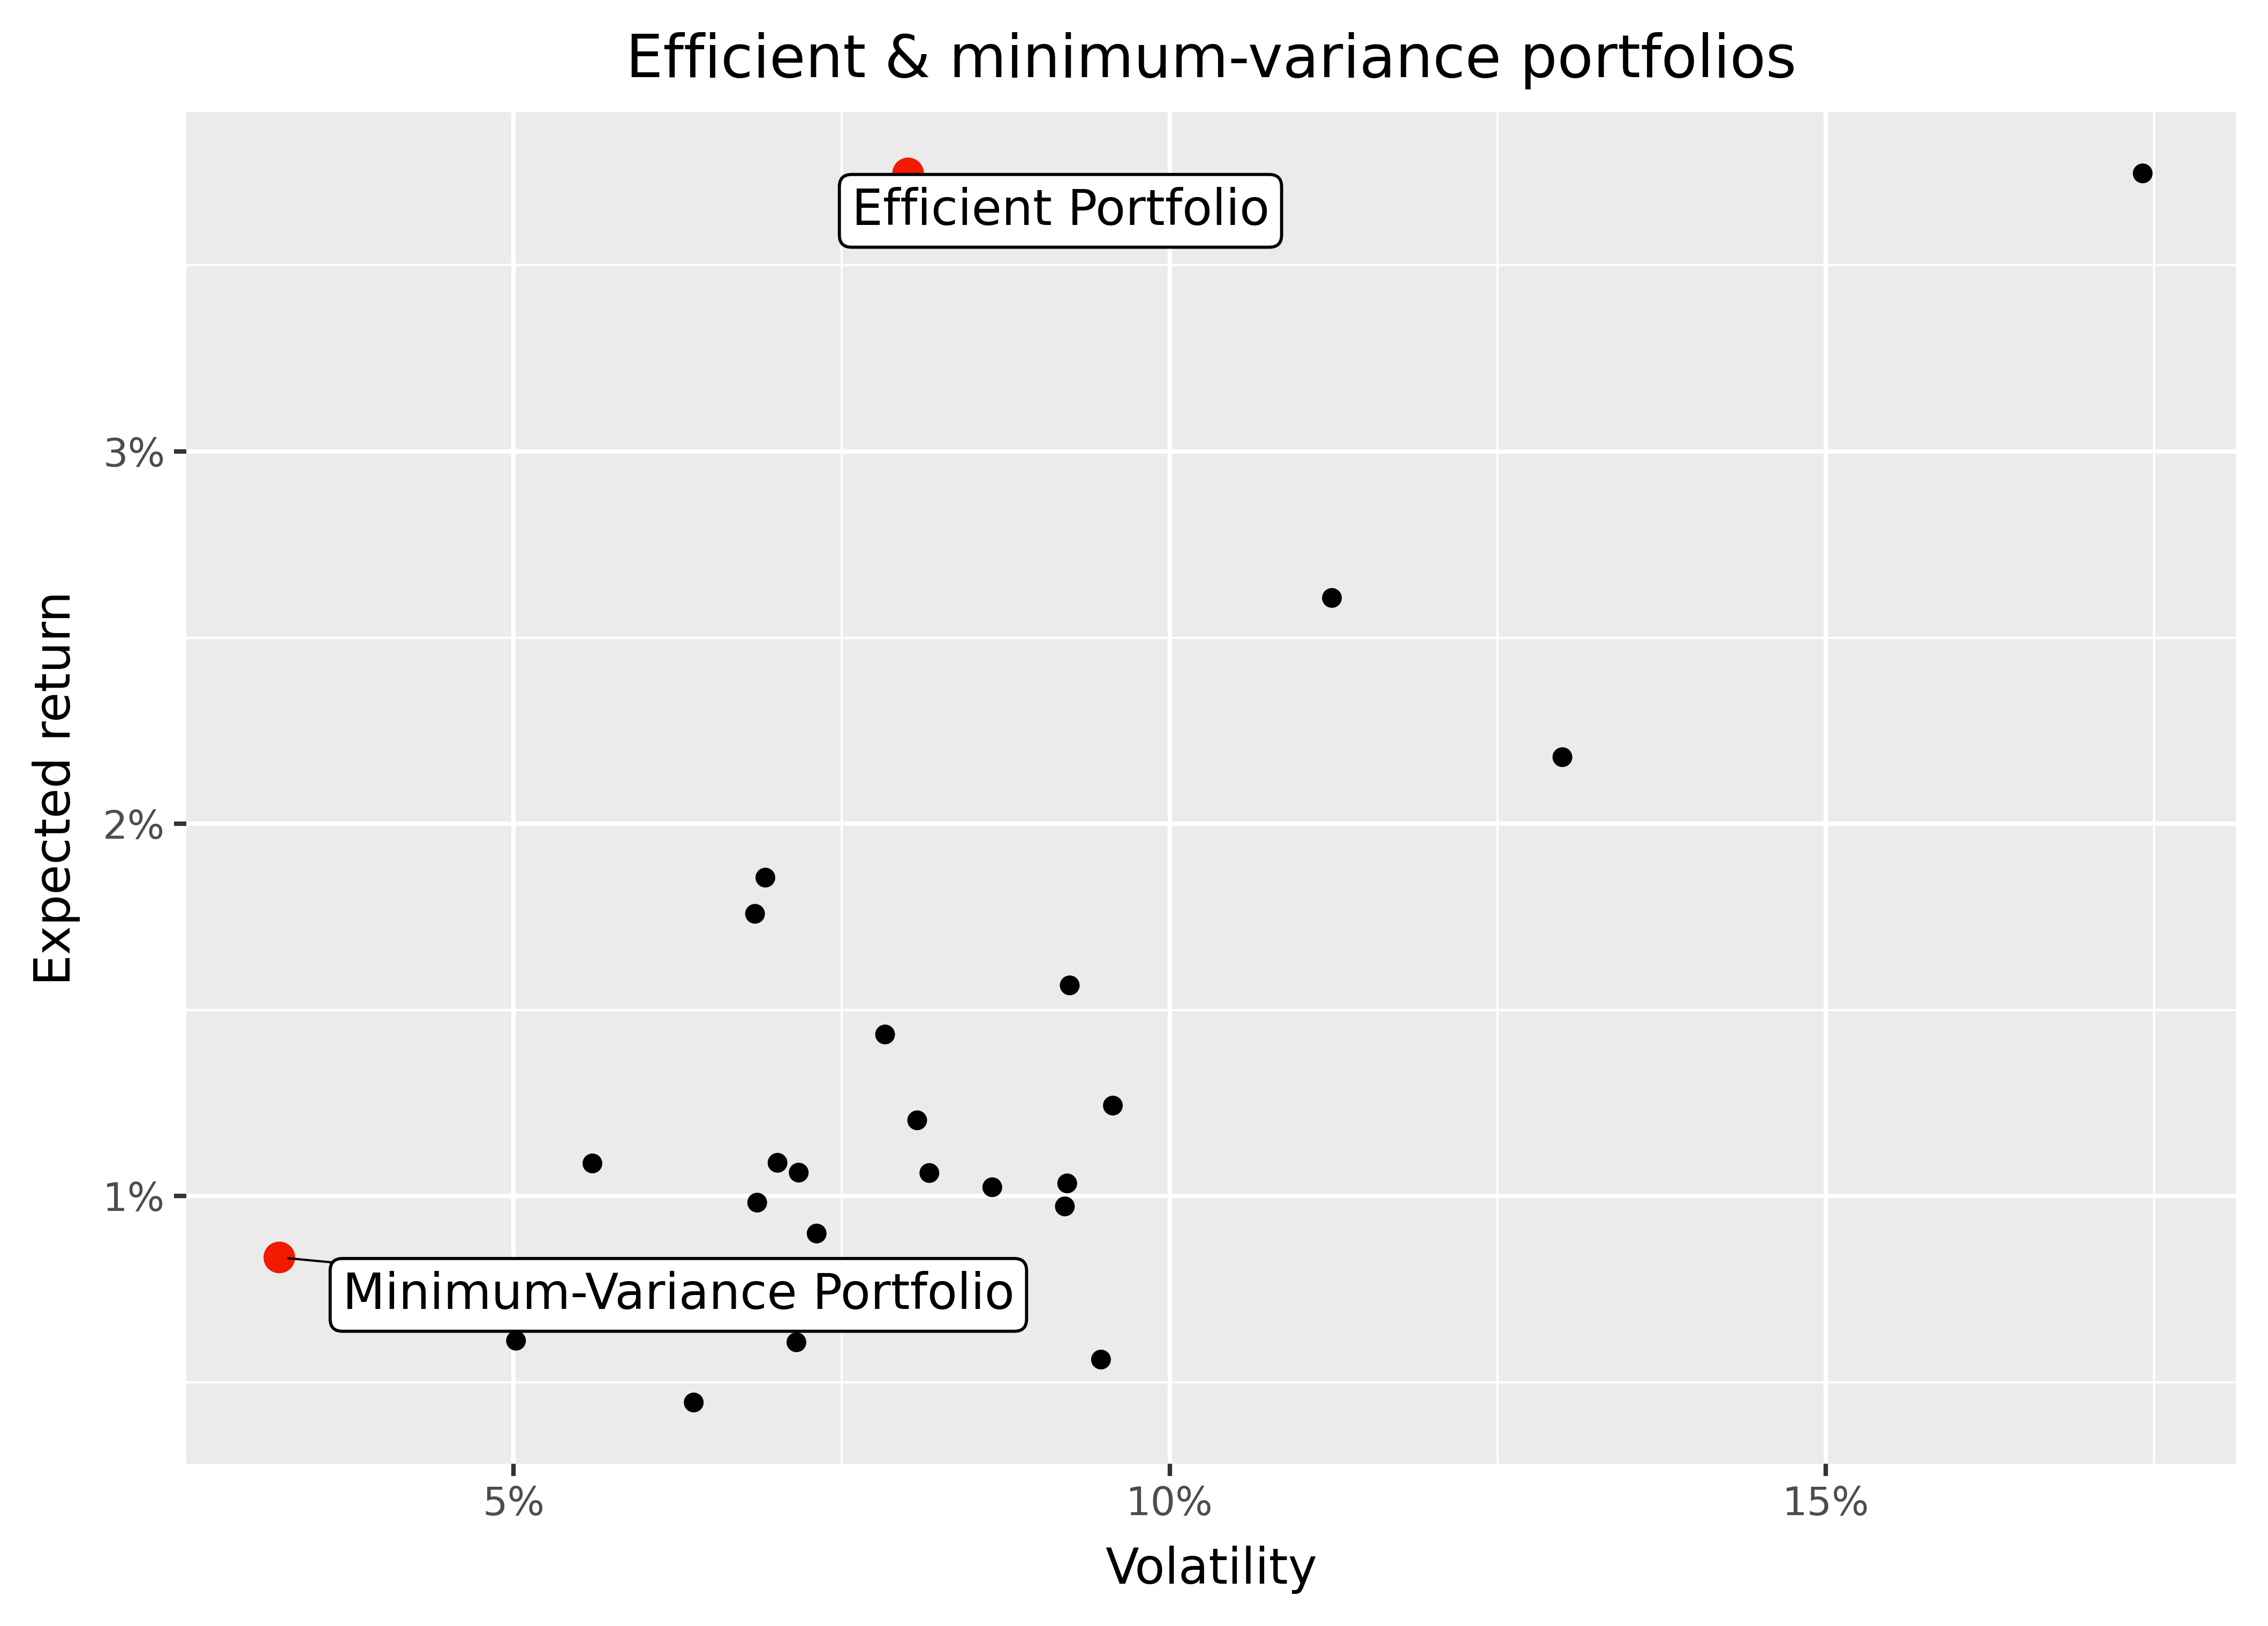 Efficient & minimum-variance portfolios
Efficient Portfolio
3%
Expected return
2%
1%
Minimum-Variance Portfolio
5%
10%
15%
Volatility